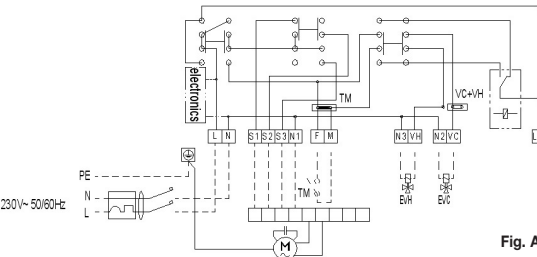 electronics
TM
VC+VH
L N S1 S2 S3 N1 F M N3 VH N2 VC L
PE
N
L
230V~ 50/60Hz
TM
EVH EVC
M
Fig. A